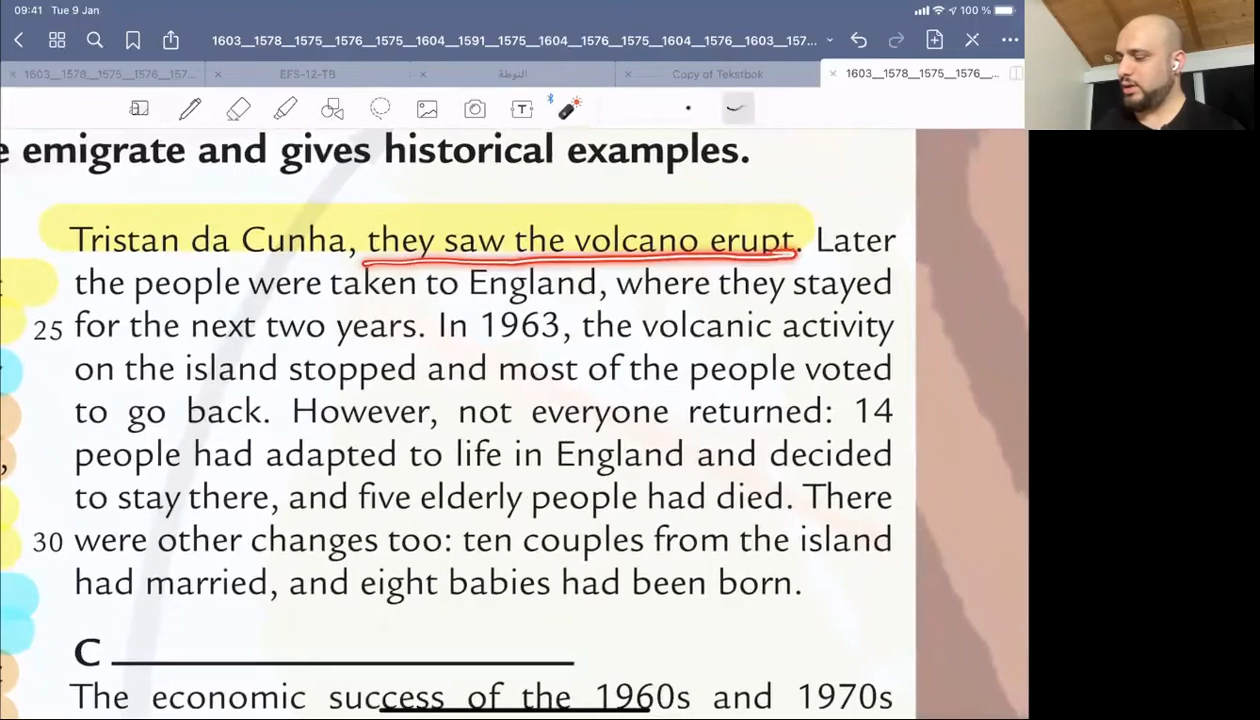 09:41 Tue 9 Jan
100 %
1603__1578__1575__1576__1575__1604__1591__1575__1604__1576__1575__1604__1576__1603__157...
1603__1578__1575__1576__157...
EFS-12-TB
النوطة
Copy of Tekstbok
1603__1578__1575__1576__...
e emigrate and gives historical examples.
Tristan da Cunha, they saw the volcano erupt. Later
the people were taken to England, where they stayed
25 for the next two years. In 1963, the volcanic activity
on the island stopped and most of the people voted
to go back. However, not everyone returned: 14
people had adapted to life in England and decided
to stay there, and five elderly people had died. There
30 were other changes too: ten couples from the island
had married, and eight babies had been born.
C
The economic success of the 1960s and 1970s